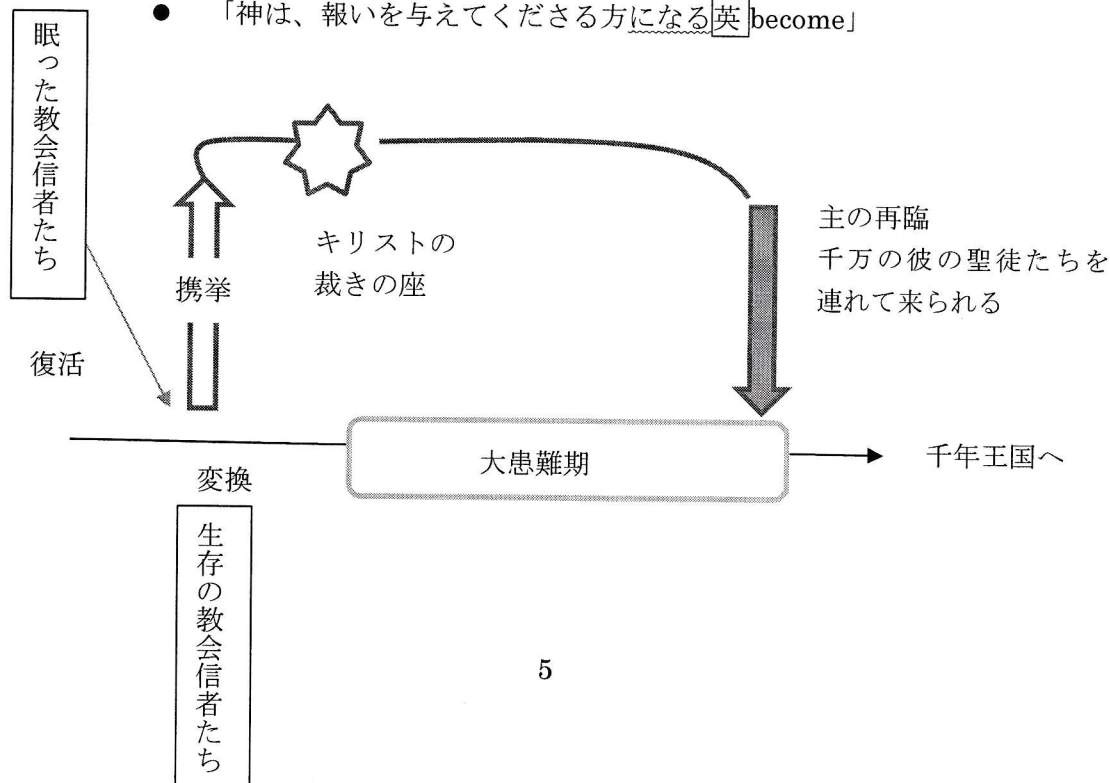 ● 「神は、報いを与えてくださる方になる英become」
眠った教会信者たち
キリストの
裁きの座
主の再臨
千万の彼の聖徒たちを
連れて来られる
携挙
復活
大患難期
千年王国へ
変換
生存の教会信者たち
5